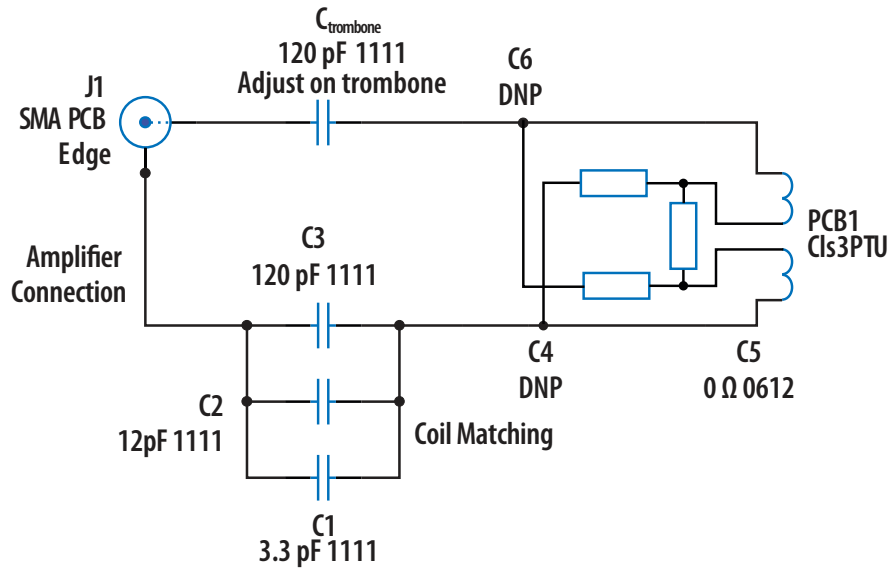 C trombone
120 pF 1111
Adjust on trombone
J1
SMA PCB
Edge
C6
DNP
PCB1
Cls3PTU
Amplifier
Connection
C3
120 pF 1111
C4
DNP
C5
0 Ω 0612
C2
12pF 1111
Coil Matching
C1
3.3 pF 1111